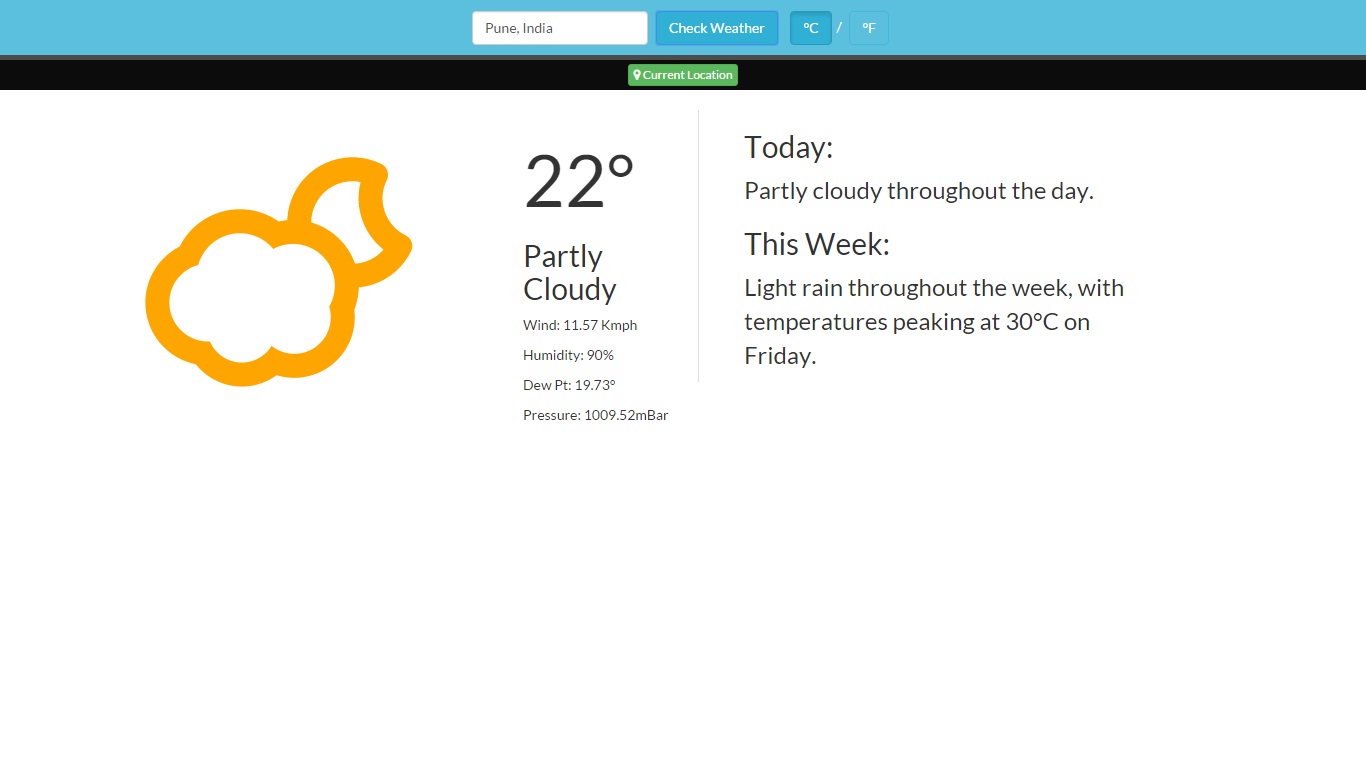 Pune, India
Check Weather
°C
/
°F
Current Location
22°
Partly
Cloudy
Wind: 11.57 Kmph
Humidity: 90%
Dew Pt: 19.73°
Pressure: 1009.52mBar
Today:
Partly cloudy throughout the day.
This Week:
Light rain throughout the week, with
temperatures peaking at 30°C on
Friday.